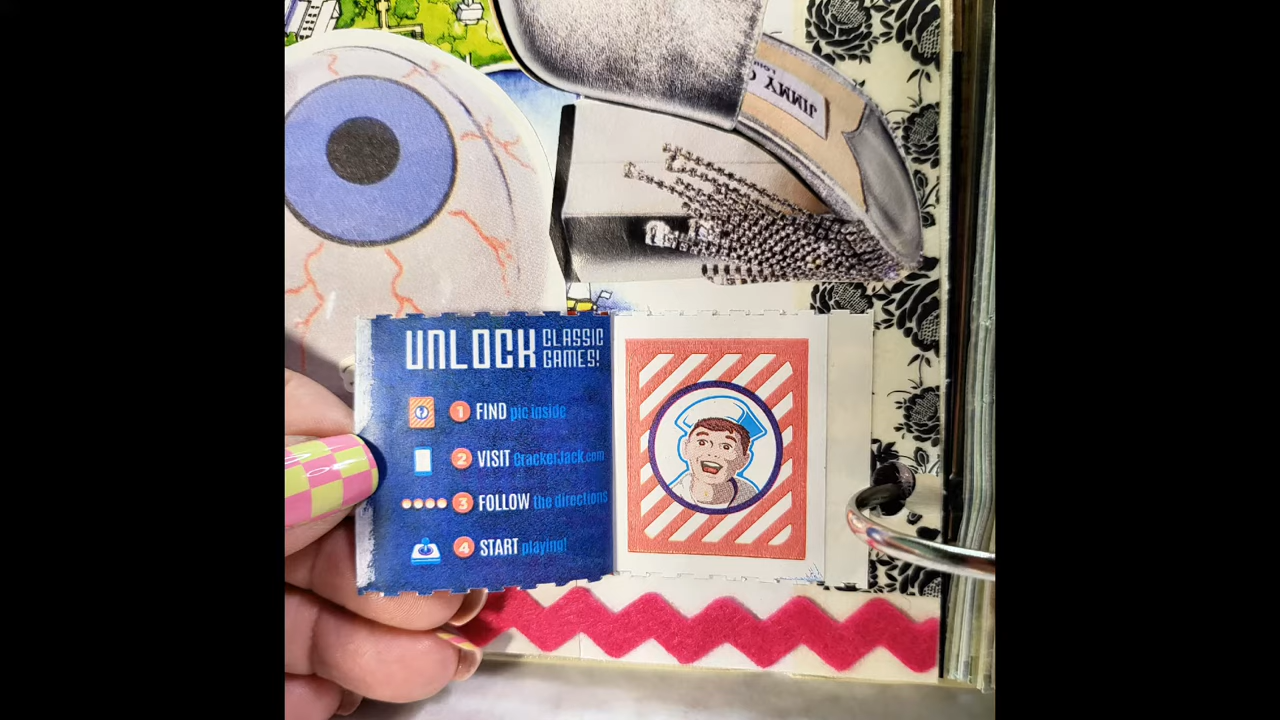 JIMMY
UNLOCK CLASSIC GAMES!
1 FIND pic inside
2 VISIT CrackerJack.com
3 FOLLOW the directions
4 START playing!